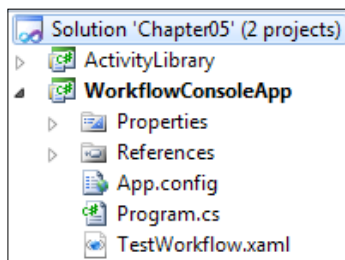 Solution 'Chapter05' (2 projects)
ActivityLibrary
WorkflowConsoleApp
Properties
References
App.config
Program.cs
TestWorkflow.xaml